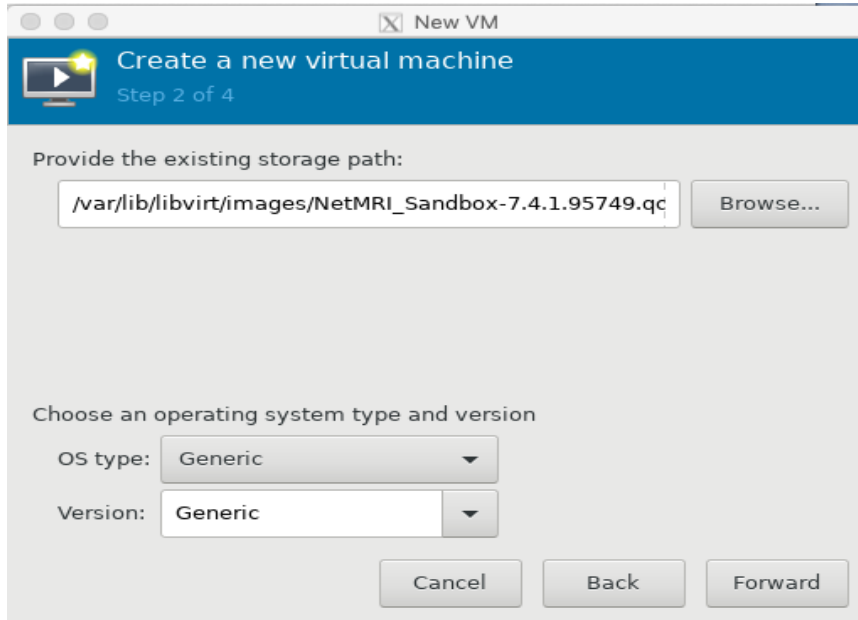 New VM
Create a new virtual machine
Step 2 of 4
Provide the existing storage path:
/var/lib/libvirt/images/NetMRI_Sandbox-7.4.1.95749.qc Browse...
Choose an operating system type and version
OS type: Generic
Version: Generic
Cancel Back Forward